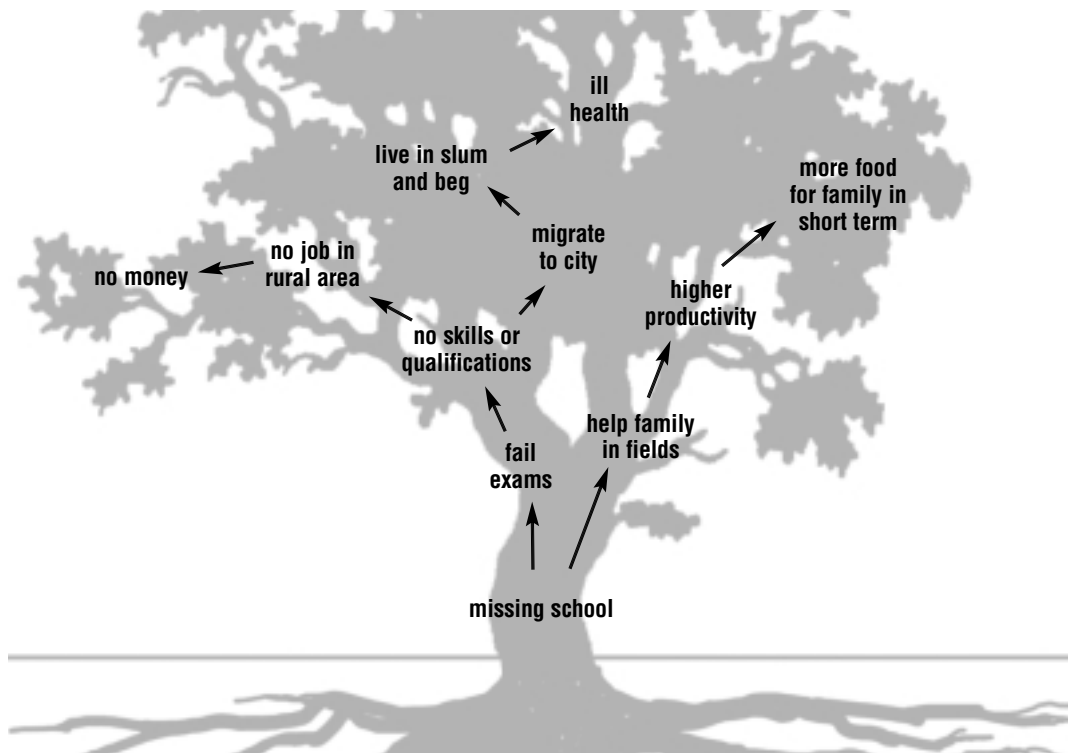 ill
health
live in slum
and beg
more food
for family in
short term
migrate
to city
no job in
rural area
no money
higher
productivity
no skills or
qualifications
help family
in fields
fail
exams
missing school